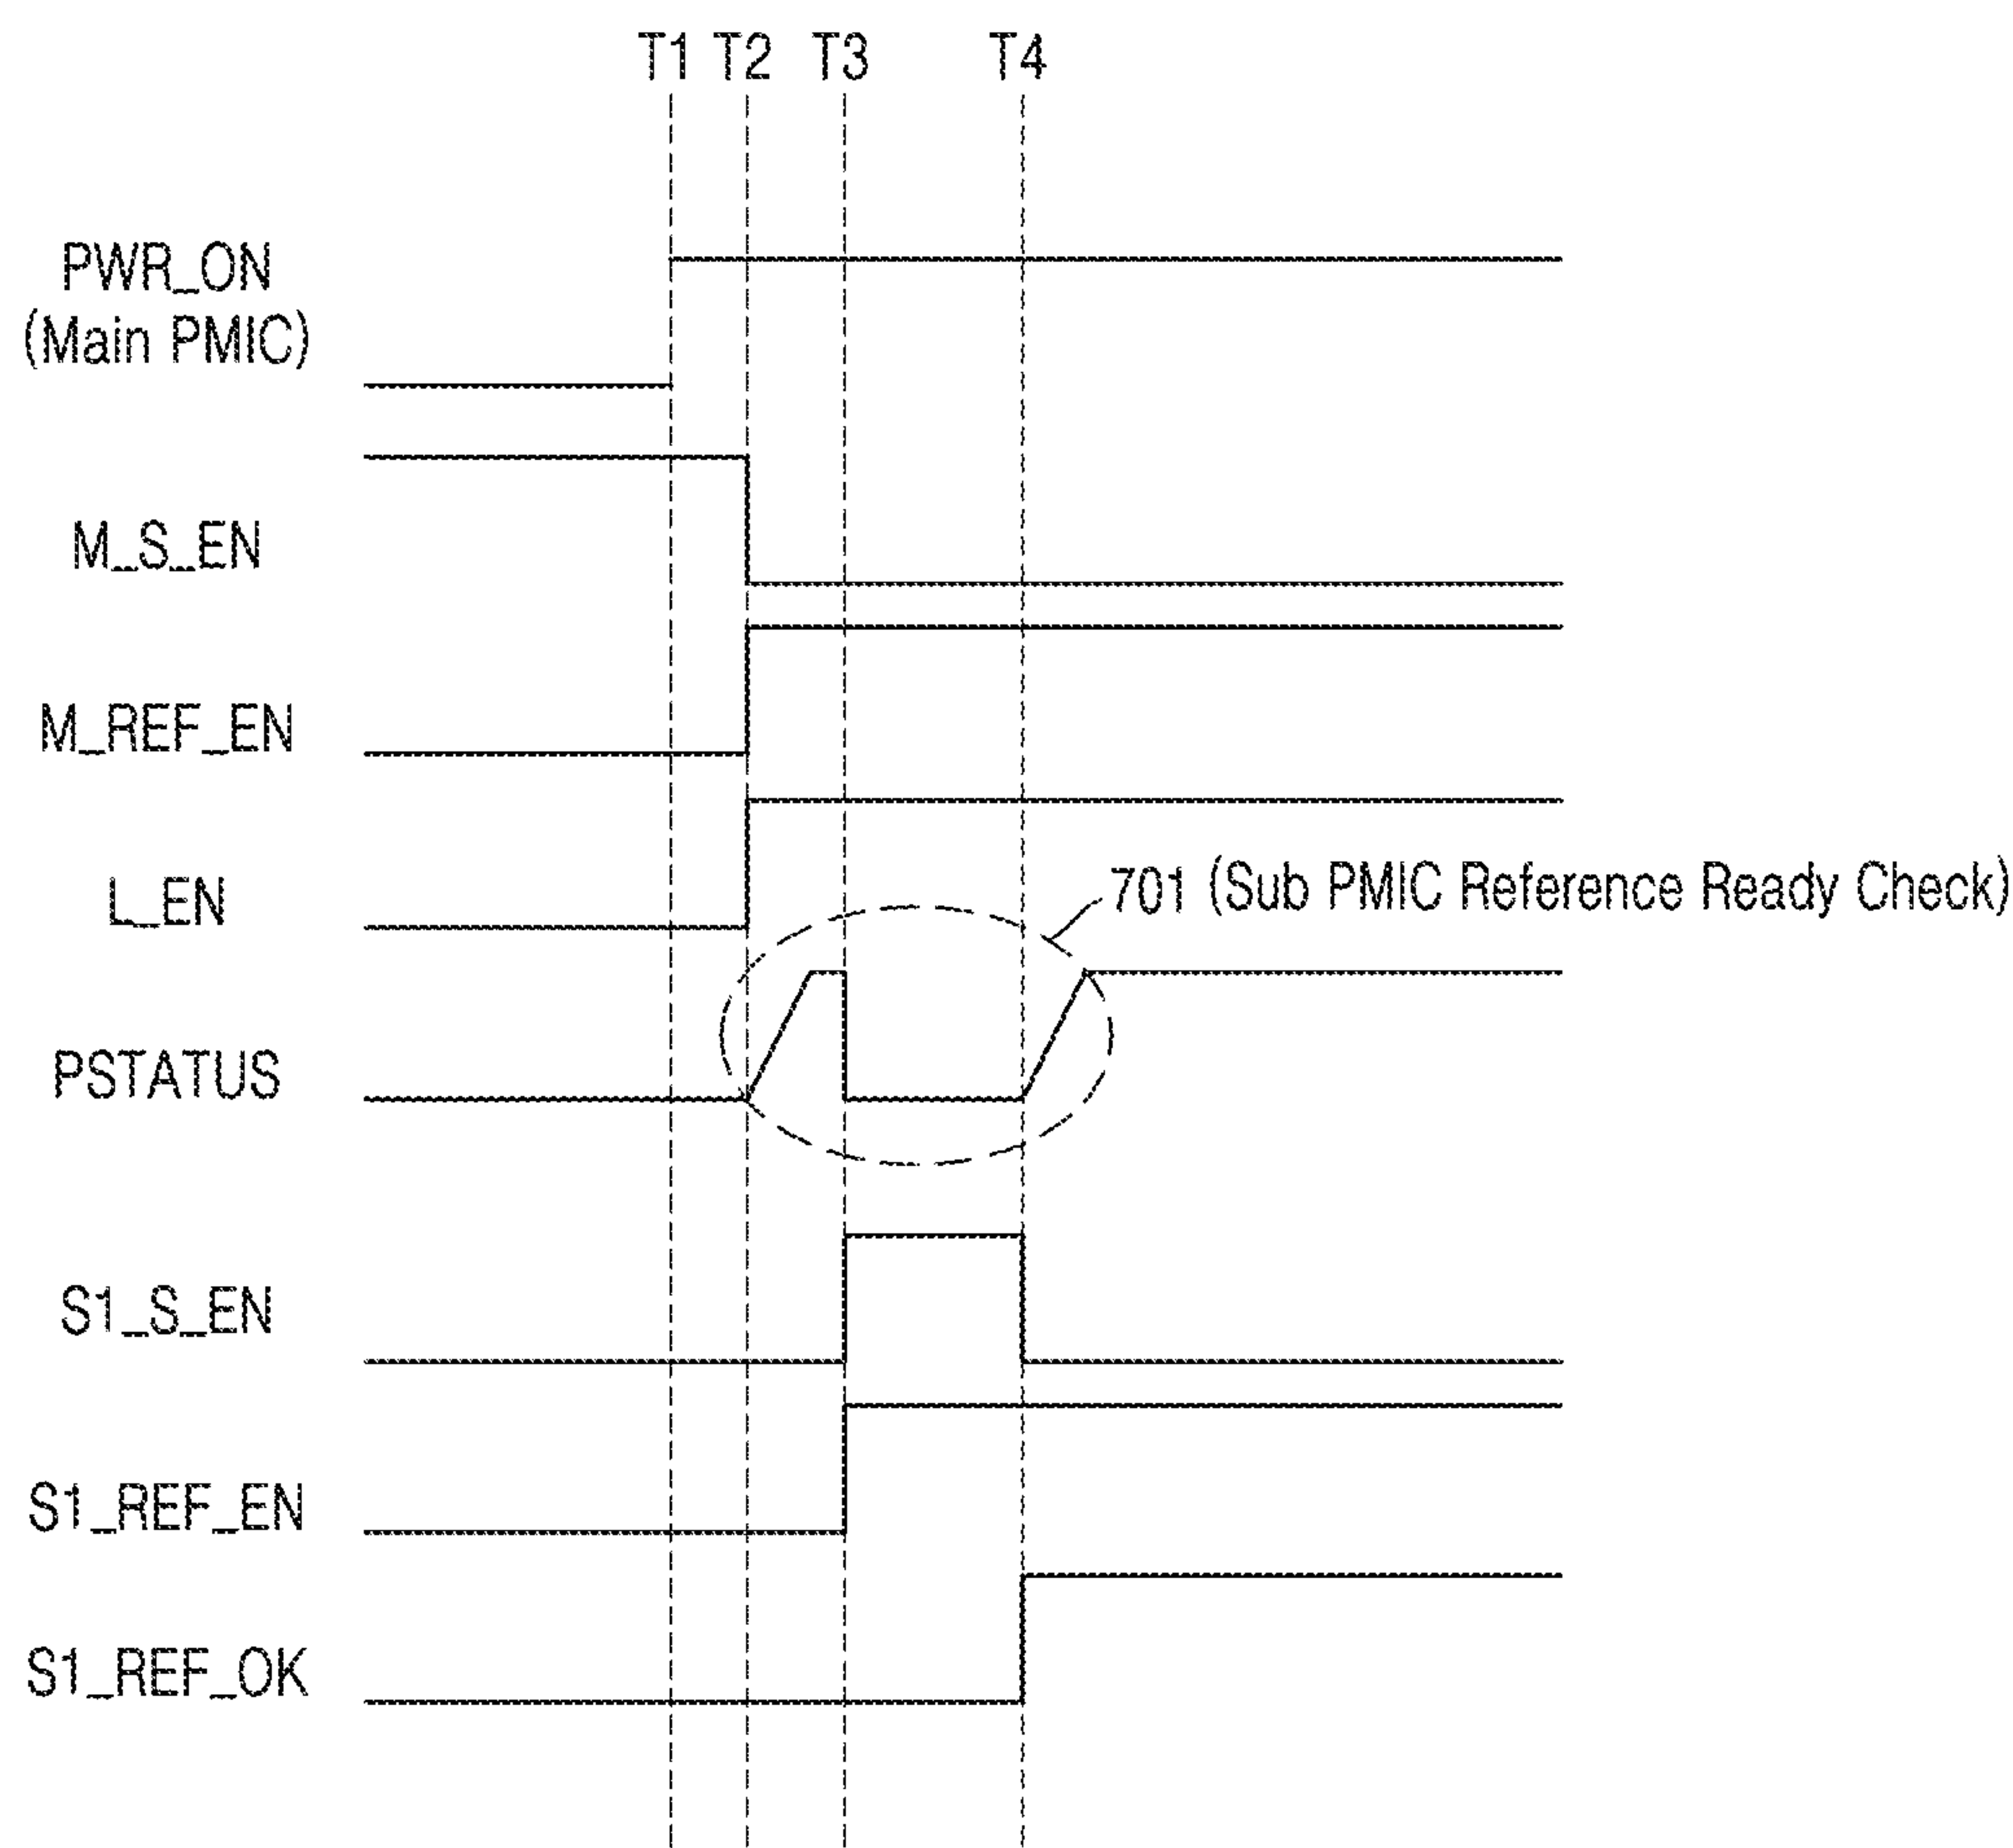 T1 T2 T3 T4
PWR_ON
(Main PMIC)
M_S_EN
M_REF_EN
L_EN
701 (Sub PMIC Reference Ready Check)
PSTATUS
S1_S_EN
S1_REF_EN
S1_REF_OK